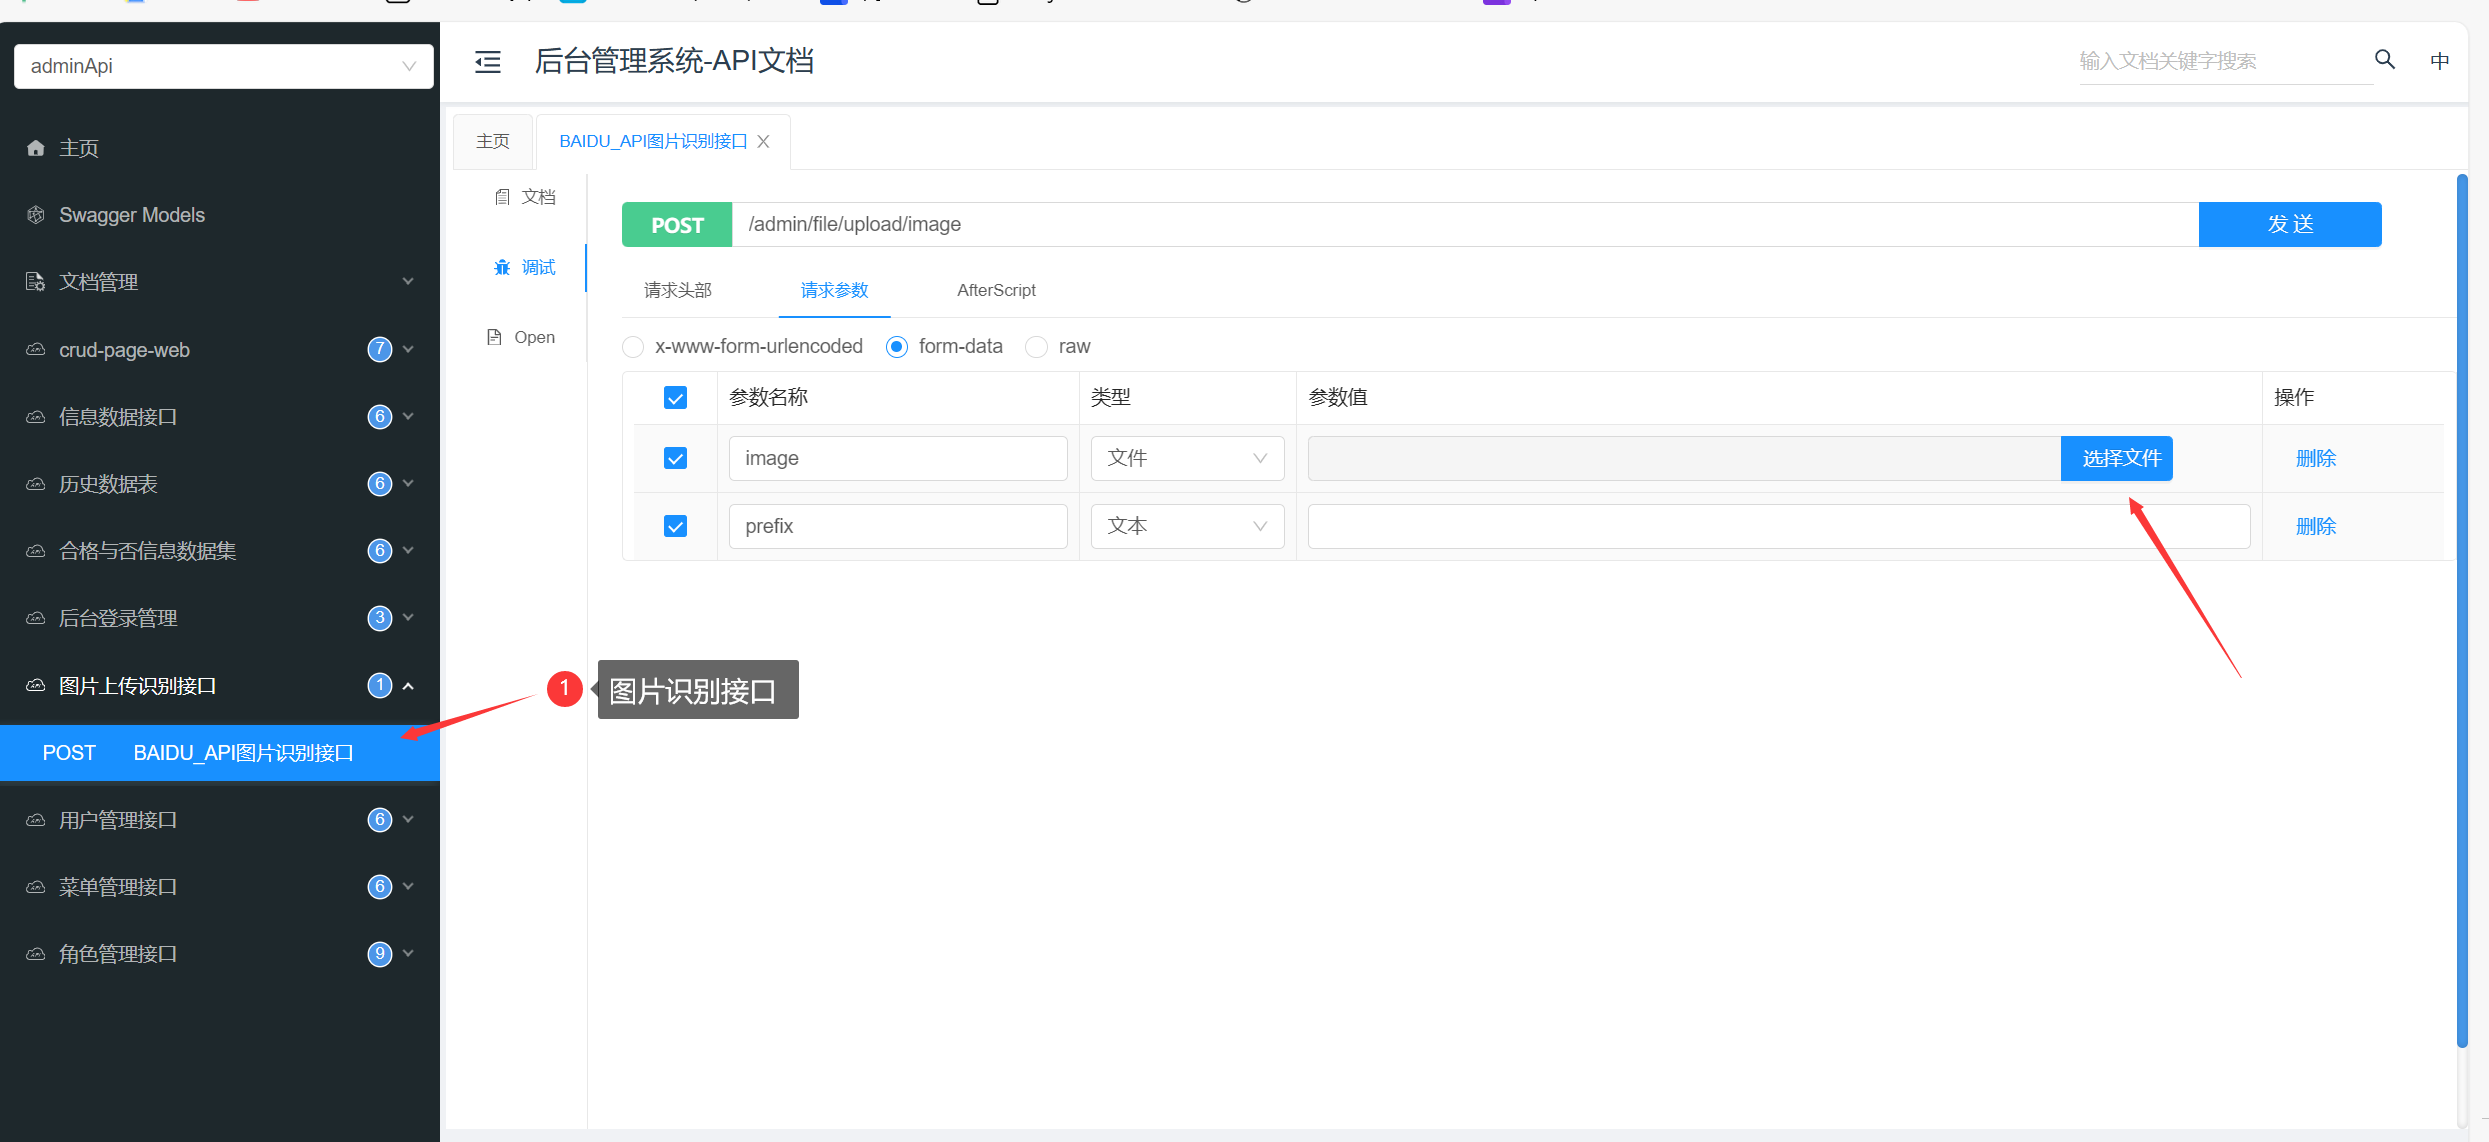 adminApi
主页
Swagger Models
文档管理
crud-page-web 7
信息数据接口 6
历史数据表 6
合格与否信息数据集 6
后台登录管理 3
图片上传识别接口 1
POST BAIDU_API图片识别接口
用户管理接口 6
菜单管理接口 6
角色管理接口 9
后台管理系统-API文档
输入文档关键字搜索
中
主页
BAIDU_API图片识别接口
文档
调试
Open
POST /admin/file/upload/image 发 送
请求头部 请求参数 AfterScript
x-www-form-urlencoded form-data raw
参数名称 类型 参数值 操作
image 文件 选择文件 删除
prefix 文本 删除
1 图片识别接口